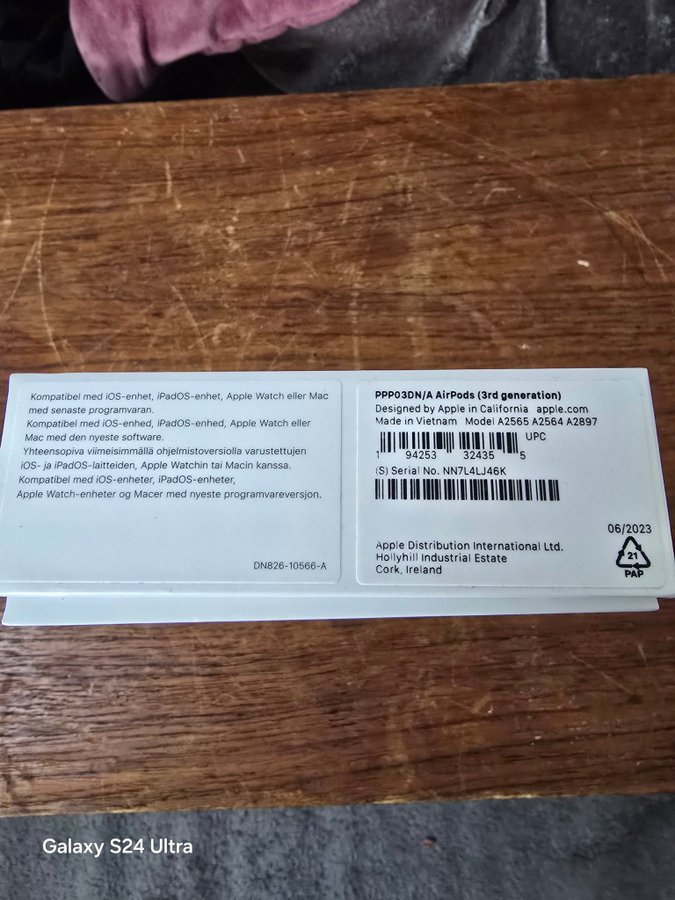 Kompatibel med iOS-enhet, iPadOS-enhet, Apple Watch eller Mac
med senaste programvaran.
Kompatibel med iOS-enhed, iPadOS-enhed, Apple Watch eller
Mac med den nyeste software.
Yhteensopiva viimeisimmällä ohjelmistoversiolla varustettujen
iOS- ja iPadOS-laitteiden, Apple Watchin tai Macin kanssa.
Kompatibel med iOS-enheter, iPadOS-enheter,
Apple Watch-enheter og Macer med nyeste programvareversjon.
DN826-10566-A
PPP03DN/A AirPods (3rd generation)
Designed by Apple in California apple.com
Made in Vietnam Model A2565 A2564 A2897
UPC
1 94253 32435 5
(S) Serial No. NN7L4LJ46K
Apple Distribution International Ltd.
Hollyhill Industrial Estate
Cork, Ireland
06/2023
21
PAP
Galaxy S24 Ultra